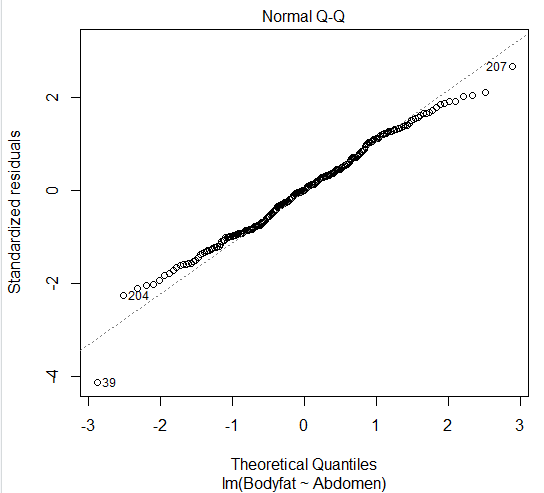 Normal Q-Q
Standardized residuals
2
0
-2
-4
207
204
39
-3 -2 -1 0 1 2 3
Theoretical Quantiles
lm(Bodyfat ~ Abdomen)